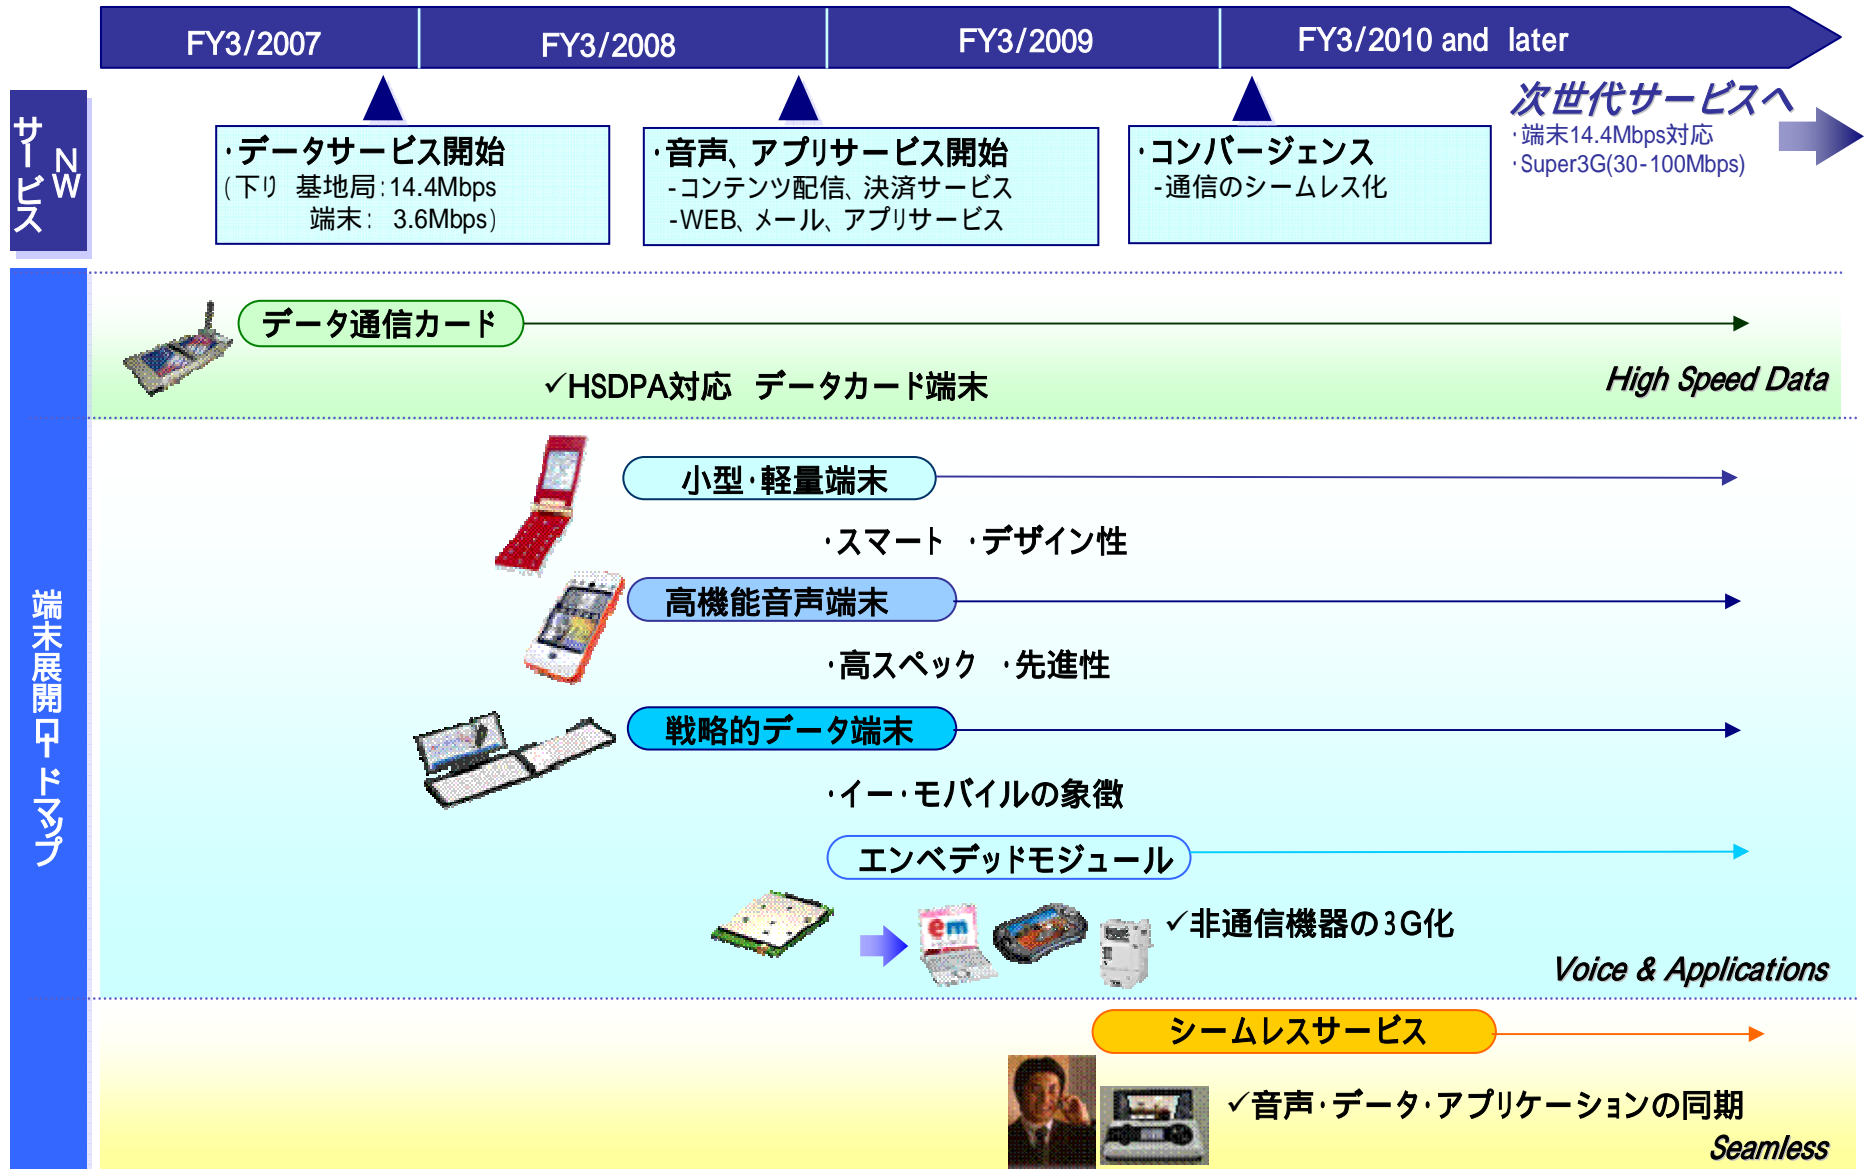 FY3/2007
FY3/2008
FY3/2009
FY3/2010 and later
NW
サービス
・データサービス開始
(下り 基地局:14.4Mbps
端末: 3.6Mbps)
・音声、アプリサービス開始
-コンテンツ配信、決済サービス
-WEB、メール、アプリサービス
・コンバージェンス
-通信のシームレス化
次世代サービスへ
・端末14.4Mbps対応
・Super3G(30-100Mbps)
端末展開ロードマップ
データ通信カード
✓HSDPA対応 データカード端末
High Speed Data
小型・軽量端末
・スマート ・デザイン性
高機能音声端末
・高スペック ・先進性
戦略的データ端末
・イー・モバイルの象徴
エンベデッドモジュール
em
✓非通信機器の3G化
Voice & Applications
シームレスサービス
✓音声・データ・アプリケーションの同期
Seamless